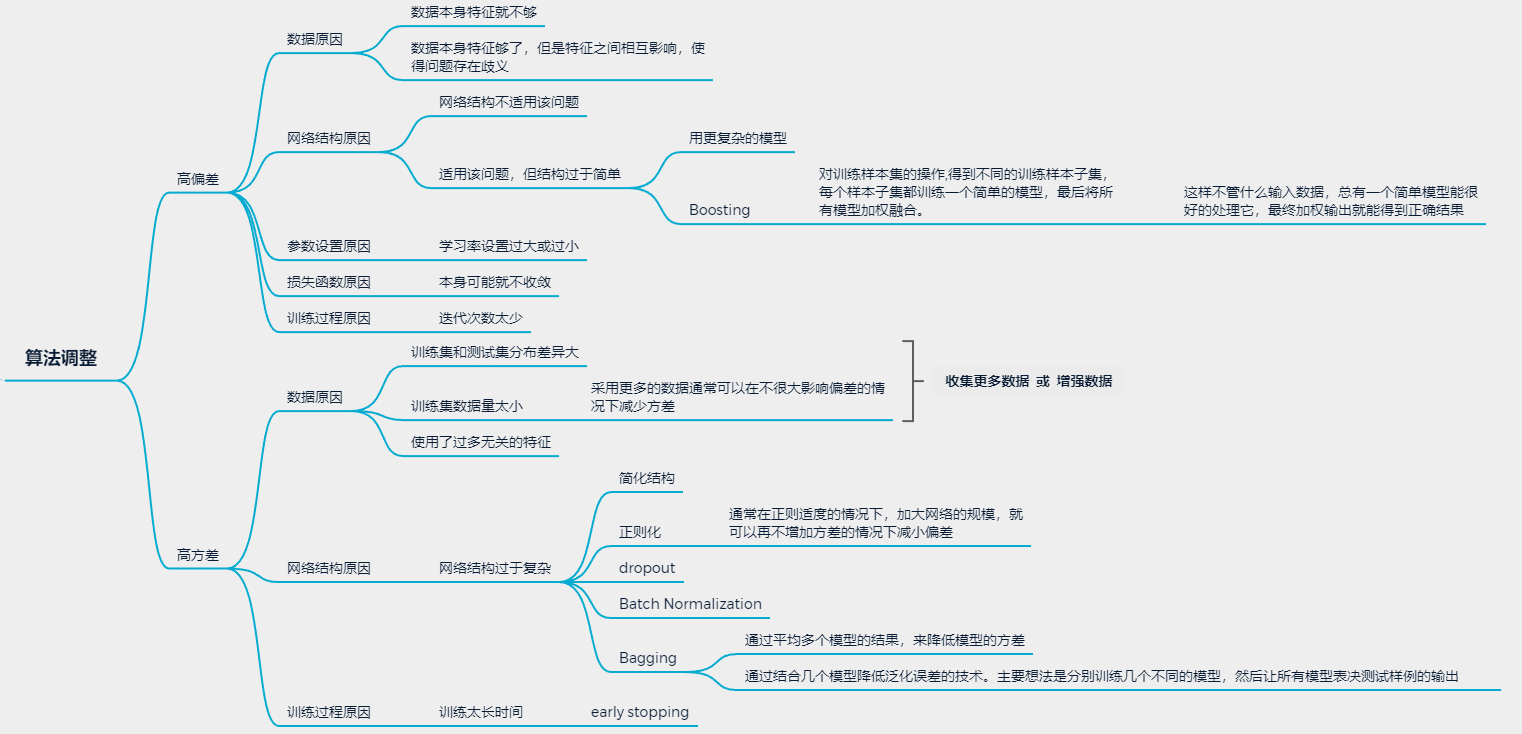 算法调整
高偏差
数据原因
数据本身特征就不够
数据本身特征够了，但是特征之间相互影响，使
得问题存在歧义
网络结构原因
网络结构不适用该问题
适用该问题，但结构过于简单
用更复杂的模型
Boosting
对训练样本集的操作,得到不同的训练样本子集，
每个样本子集都训练一个简单的模型，最后将所
有模型加权融合。
这样不管什么输入数据，总有一个简单模型能很
好的处理它，最终加权输出就能得到正确结果
参数设置原因
学习率设置过大或过小
损失函数原因
本身可能就不收敛
训练过程原因
迭代次数太少
高方差
数据原因
训练集和测试集分布差异大
训练集数据量太小
采用更多的数据通常可以在不很大影响偏差的情
况下减少方差
收集更多数据 或 增强数据
使用了过多无关的特征
网络结构原因
网络结构过于复杂
简化结构
正则化
通常在正则适度的情况下，加大网络的规模，就
可以再不增加方差的情况下减小偏差
dropout
Batch Normalization
Bagging
通过平均多个模型的结果，来降低模型的方差
通过结合几个模型降低泛化误差的技术。主要想法是分别训练几个不同的模型，然后让所有模型表决测试样例的输出
训练过程原因
训练太长时间
early stopping